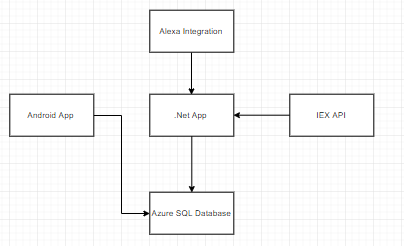 Alexa Integration
Android App
.Net App
IEX API
Azure SQL Database